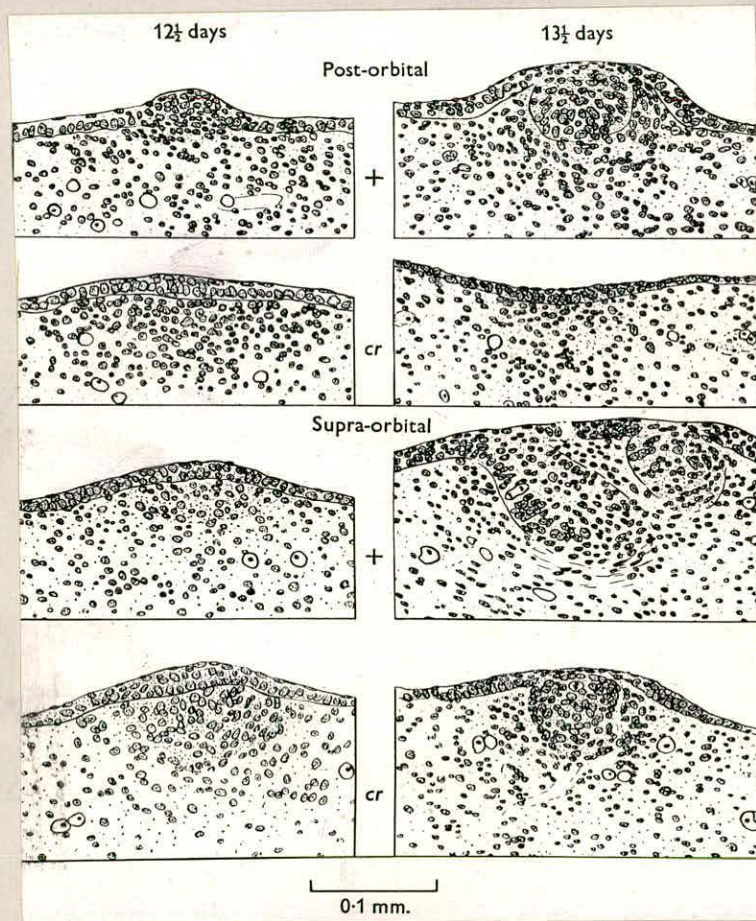 12½ days 13½ days
Post-orbital
+
cr
Supra-orbital
+
cr
0·1 mm.